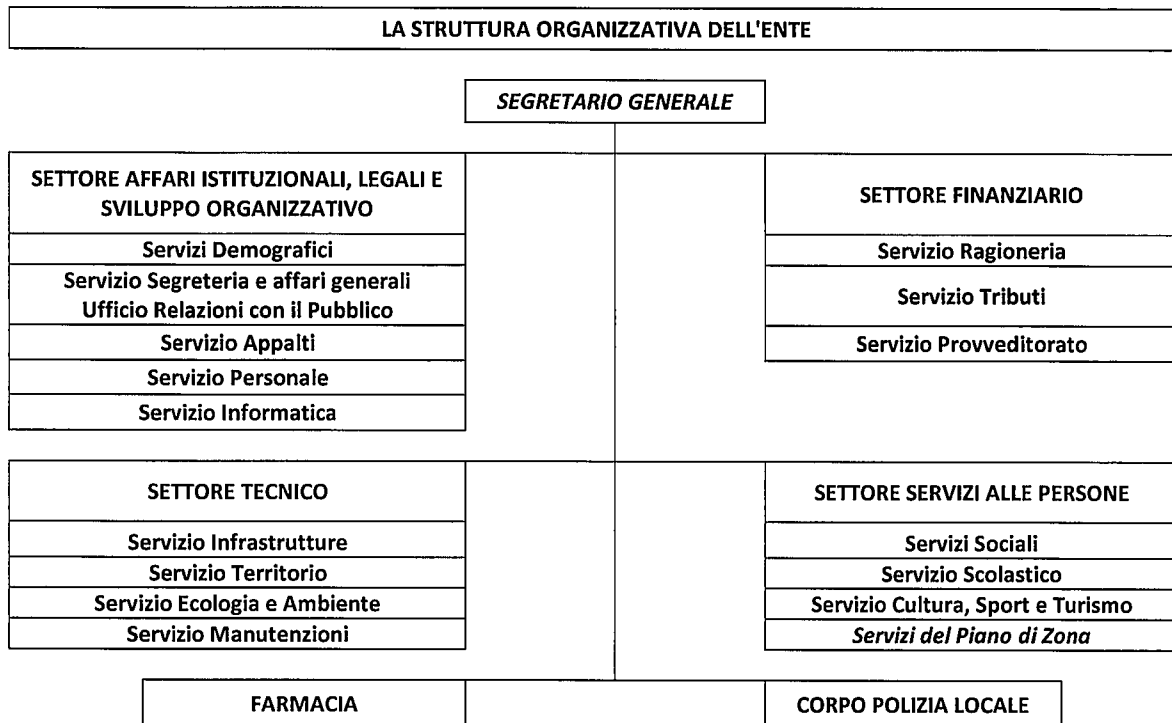 LA STRUTTURA ORGANIZZATIVA DELL'ENTE
SEGRETARIO GENERALE
SETTORE AFFARI ISTITUZIONALI, LEGALI E
SVILUPPO ORGANIZZATIVO
Servizi Demografici
Servizio Segreteria e affari generali
Ufficio Relazioni con il Pubblico
Servizio Appalti
Servizio Personale
Servizio Informatica
SETTORE FINANZIARIO
Servizio Ragioneria
Servizio Tributi
Servizio Provveditorato
SETTORE TECNICO
Servizio Infrastrutture
Servizio Territorio
Servizio Ecologia e Ambiente
Servizio Manutenzioni
SETTORE SERVIZI ALLE PERSONE
Servizi Sociali
Servizio Scolastico
Servizio Cultura, Sport e Turismo
Servizi del Piano di Zona
FARMACIA
CORPO POLIZIA LOCALE